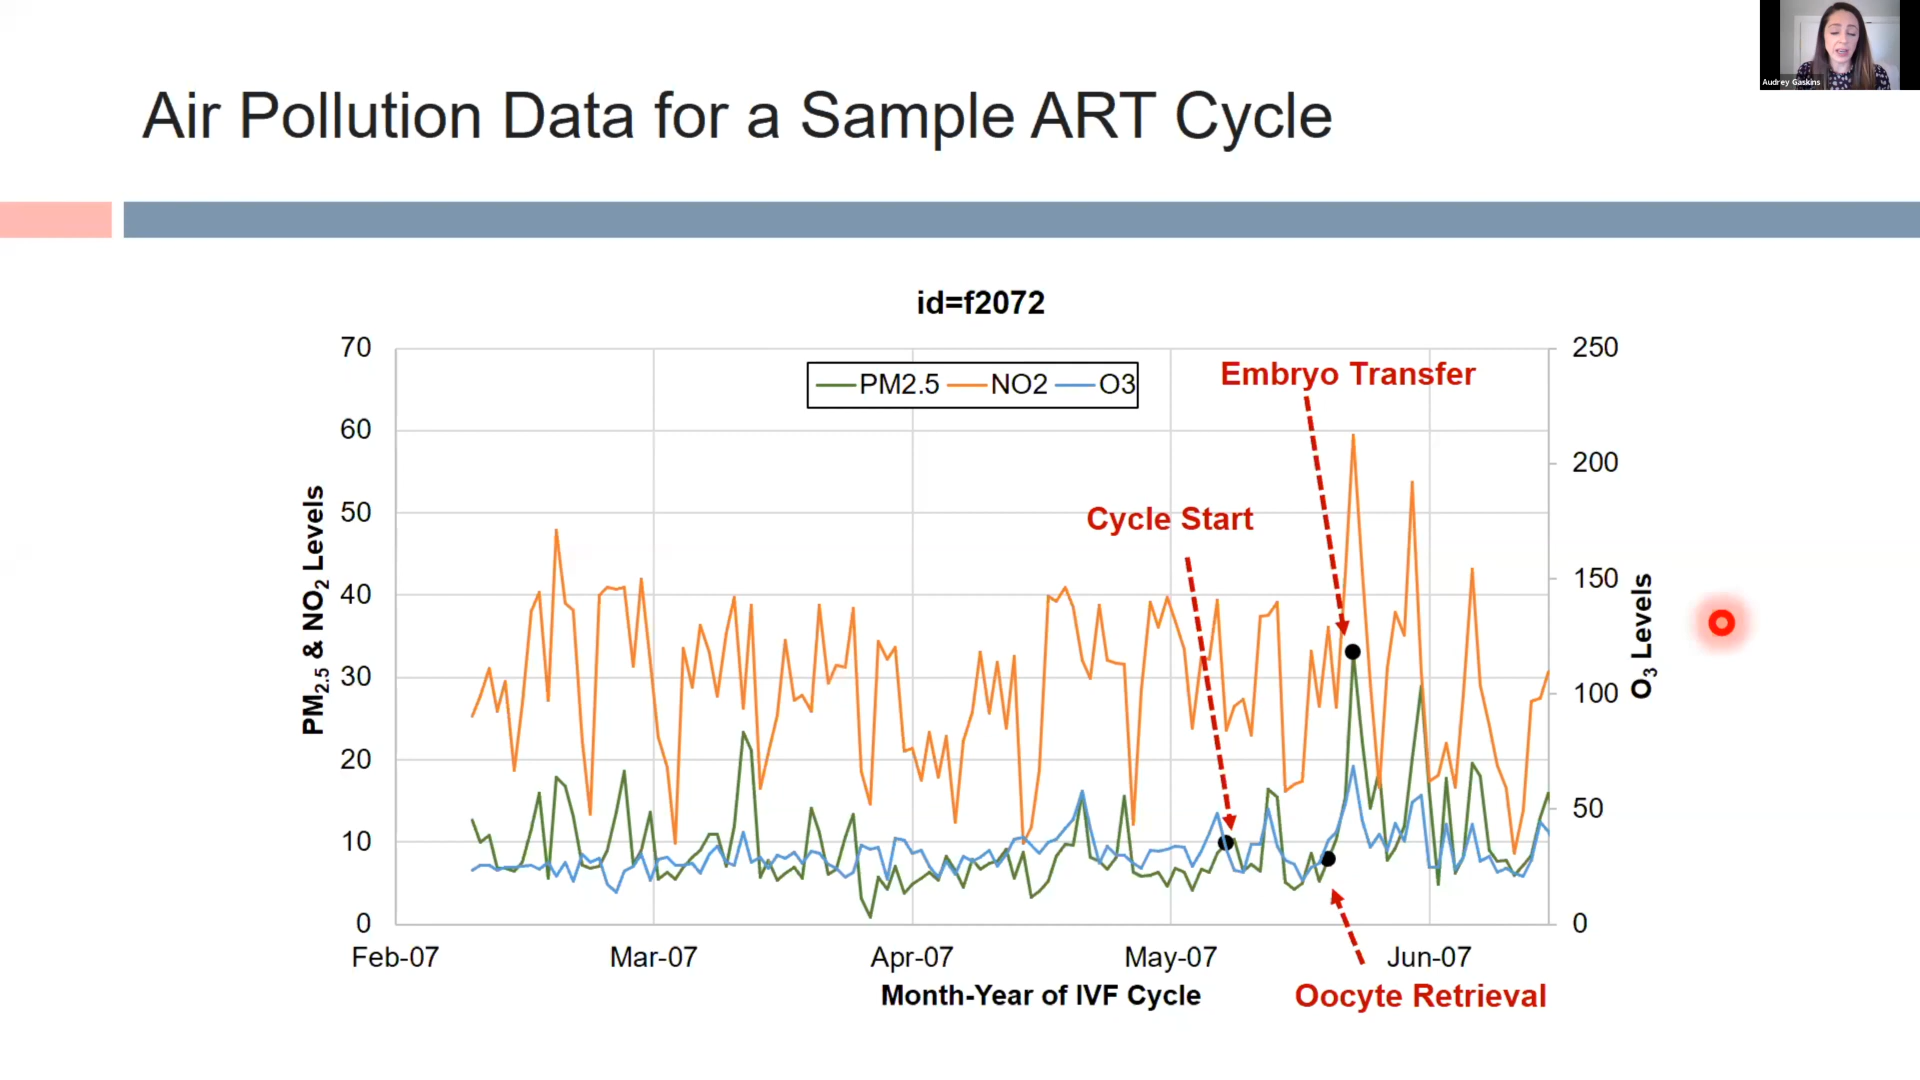 Audrey Gaskins
Air Pollution Data for a Sample ART Cycle
id=f2072
70
60
50
40
30
20
10
0
PM2.5 & NO2 Levels
PM2.5 NO2 O3
Embryo Transfer
Cycle Start
Oocyte Retrieval
250
200
150
100
50
0
O3 Levels
Feb-07 Mar-07 Apr-07 May-07 Jun-07
Month-Year of IVF Cycle